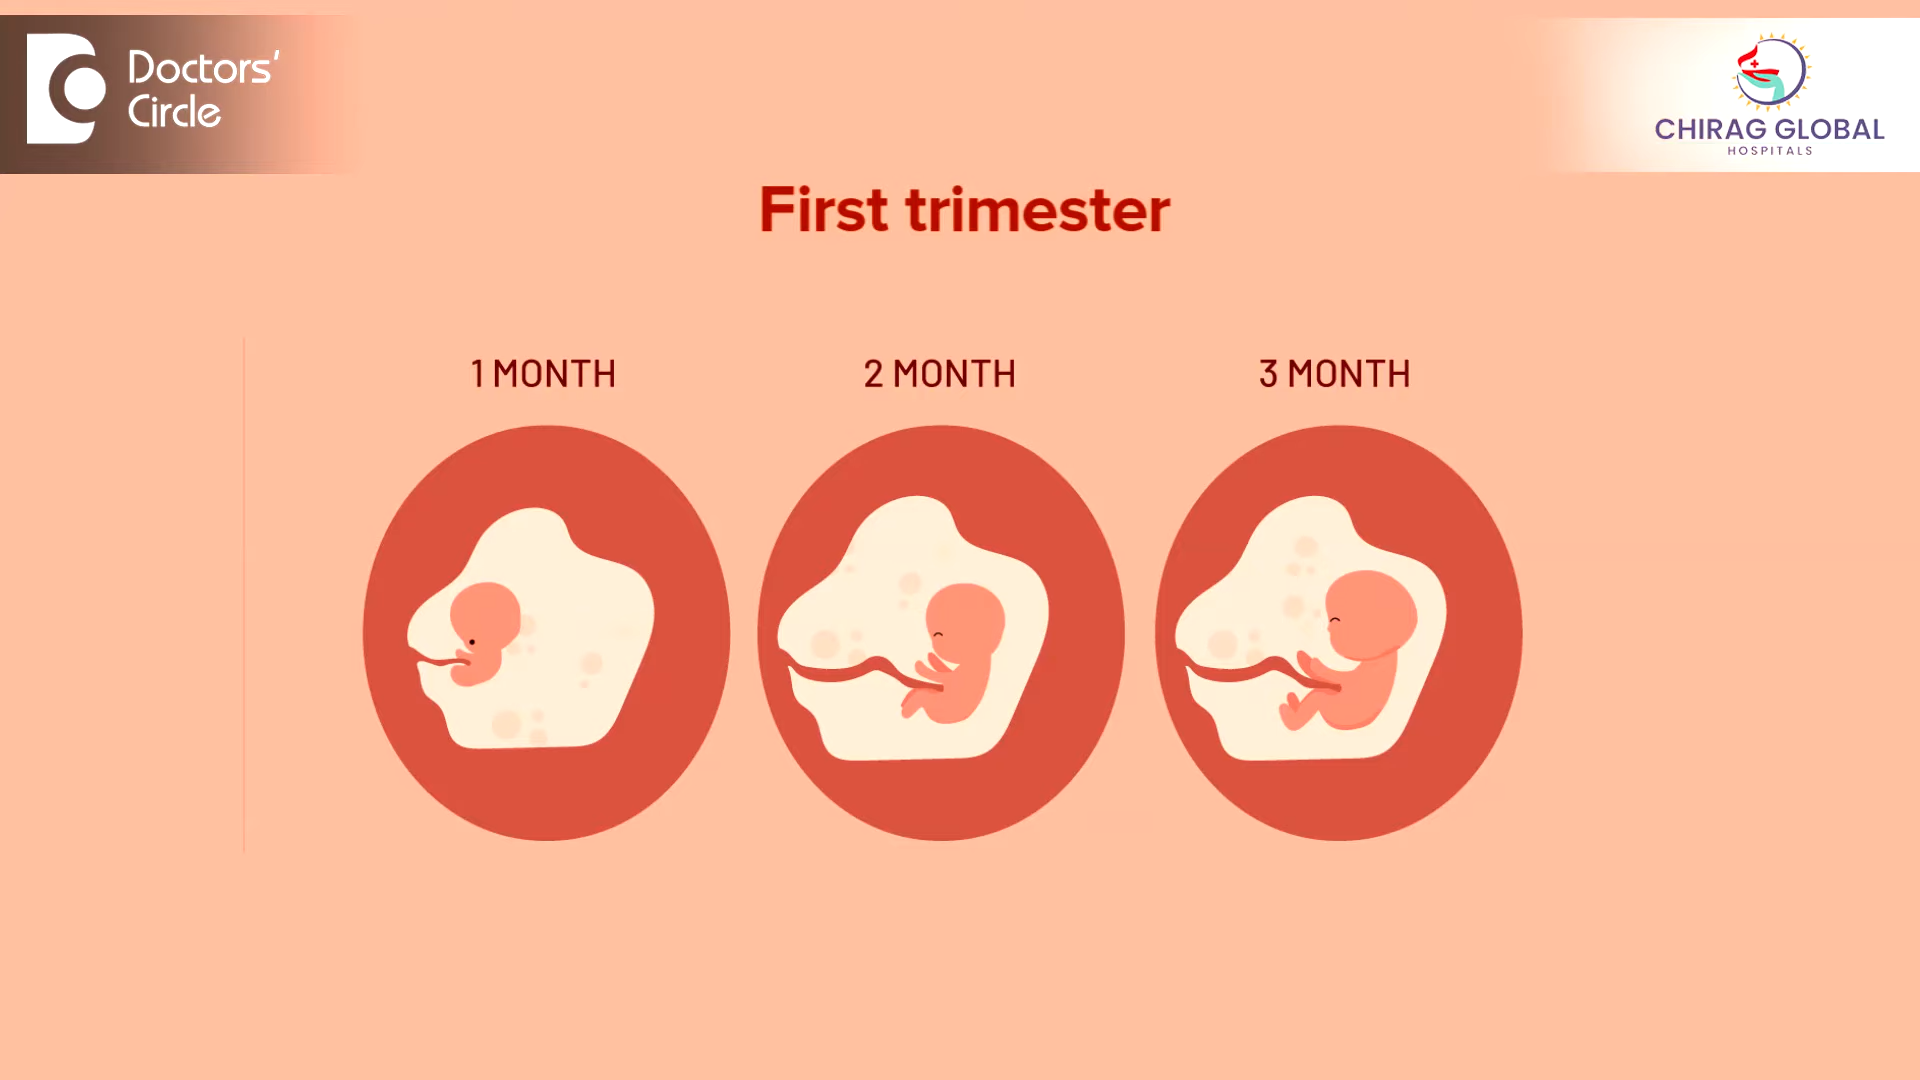 Doctors'
Circle
CHIRAG GLOBAL
HOSPITALS
First trimester
1 MONTH
2 MONTH
3 MONTH